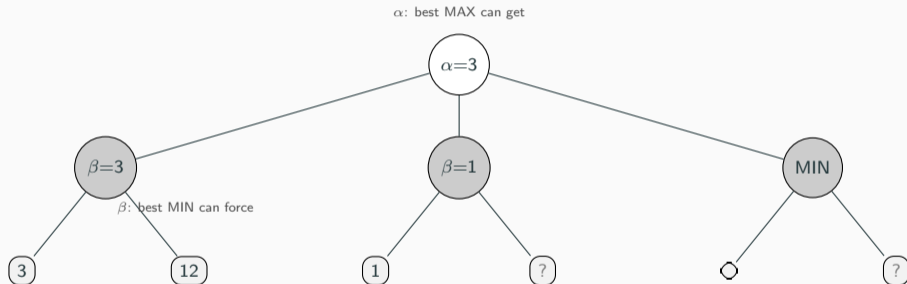 α: best MAX can get
α=3
β=3
β=1
MIN
β: best MIN can force
3
12
1
?
?